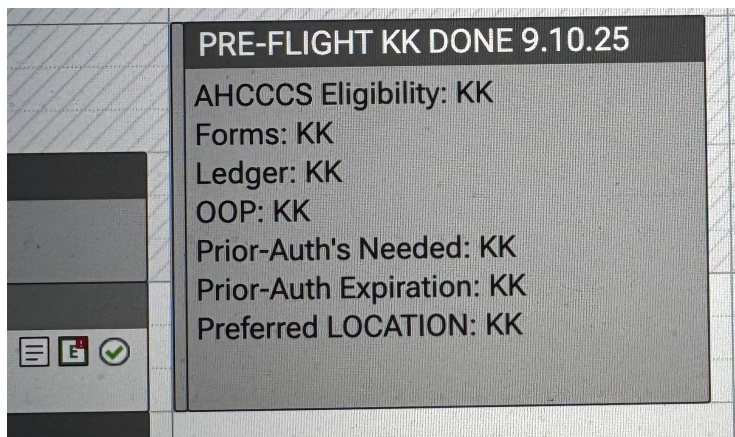 PRE-FLIGHT KK DONE 9.10.25
AHCCCS Eligibility: KK
Forms: KK
Ledger: KK
OOP: KK
Prior-Auth's Needed: KK
Prior-Auth Expiration: KK
Preferred LOCATION: KK
E